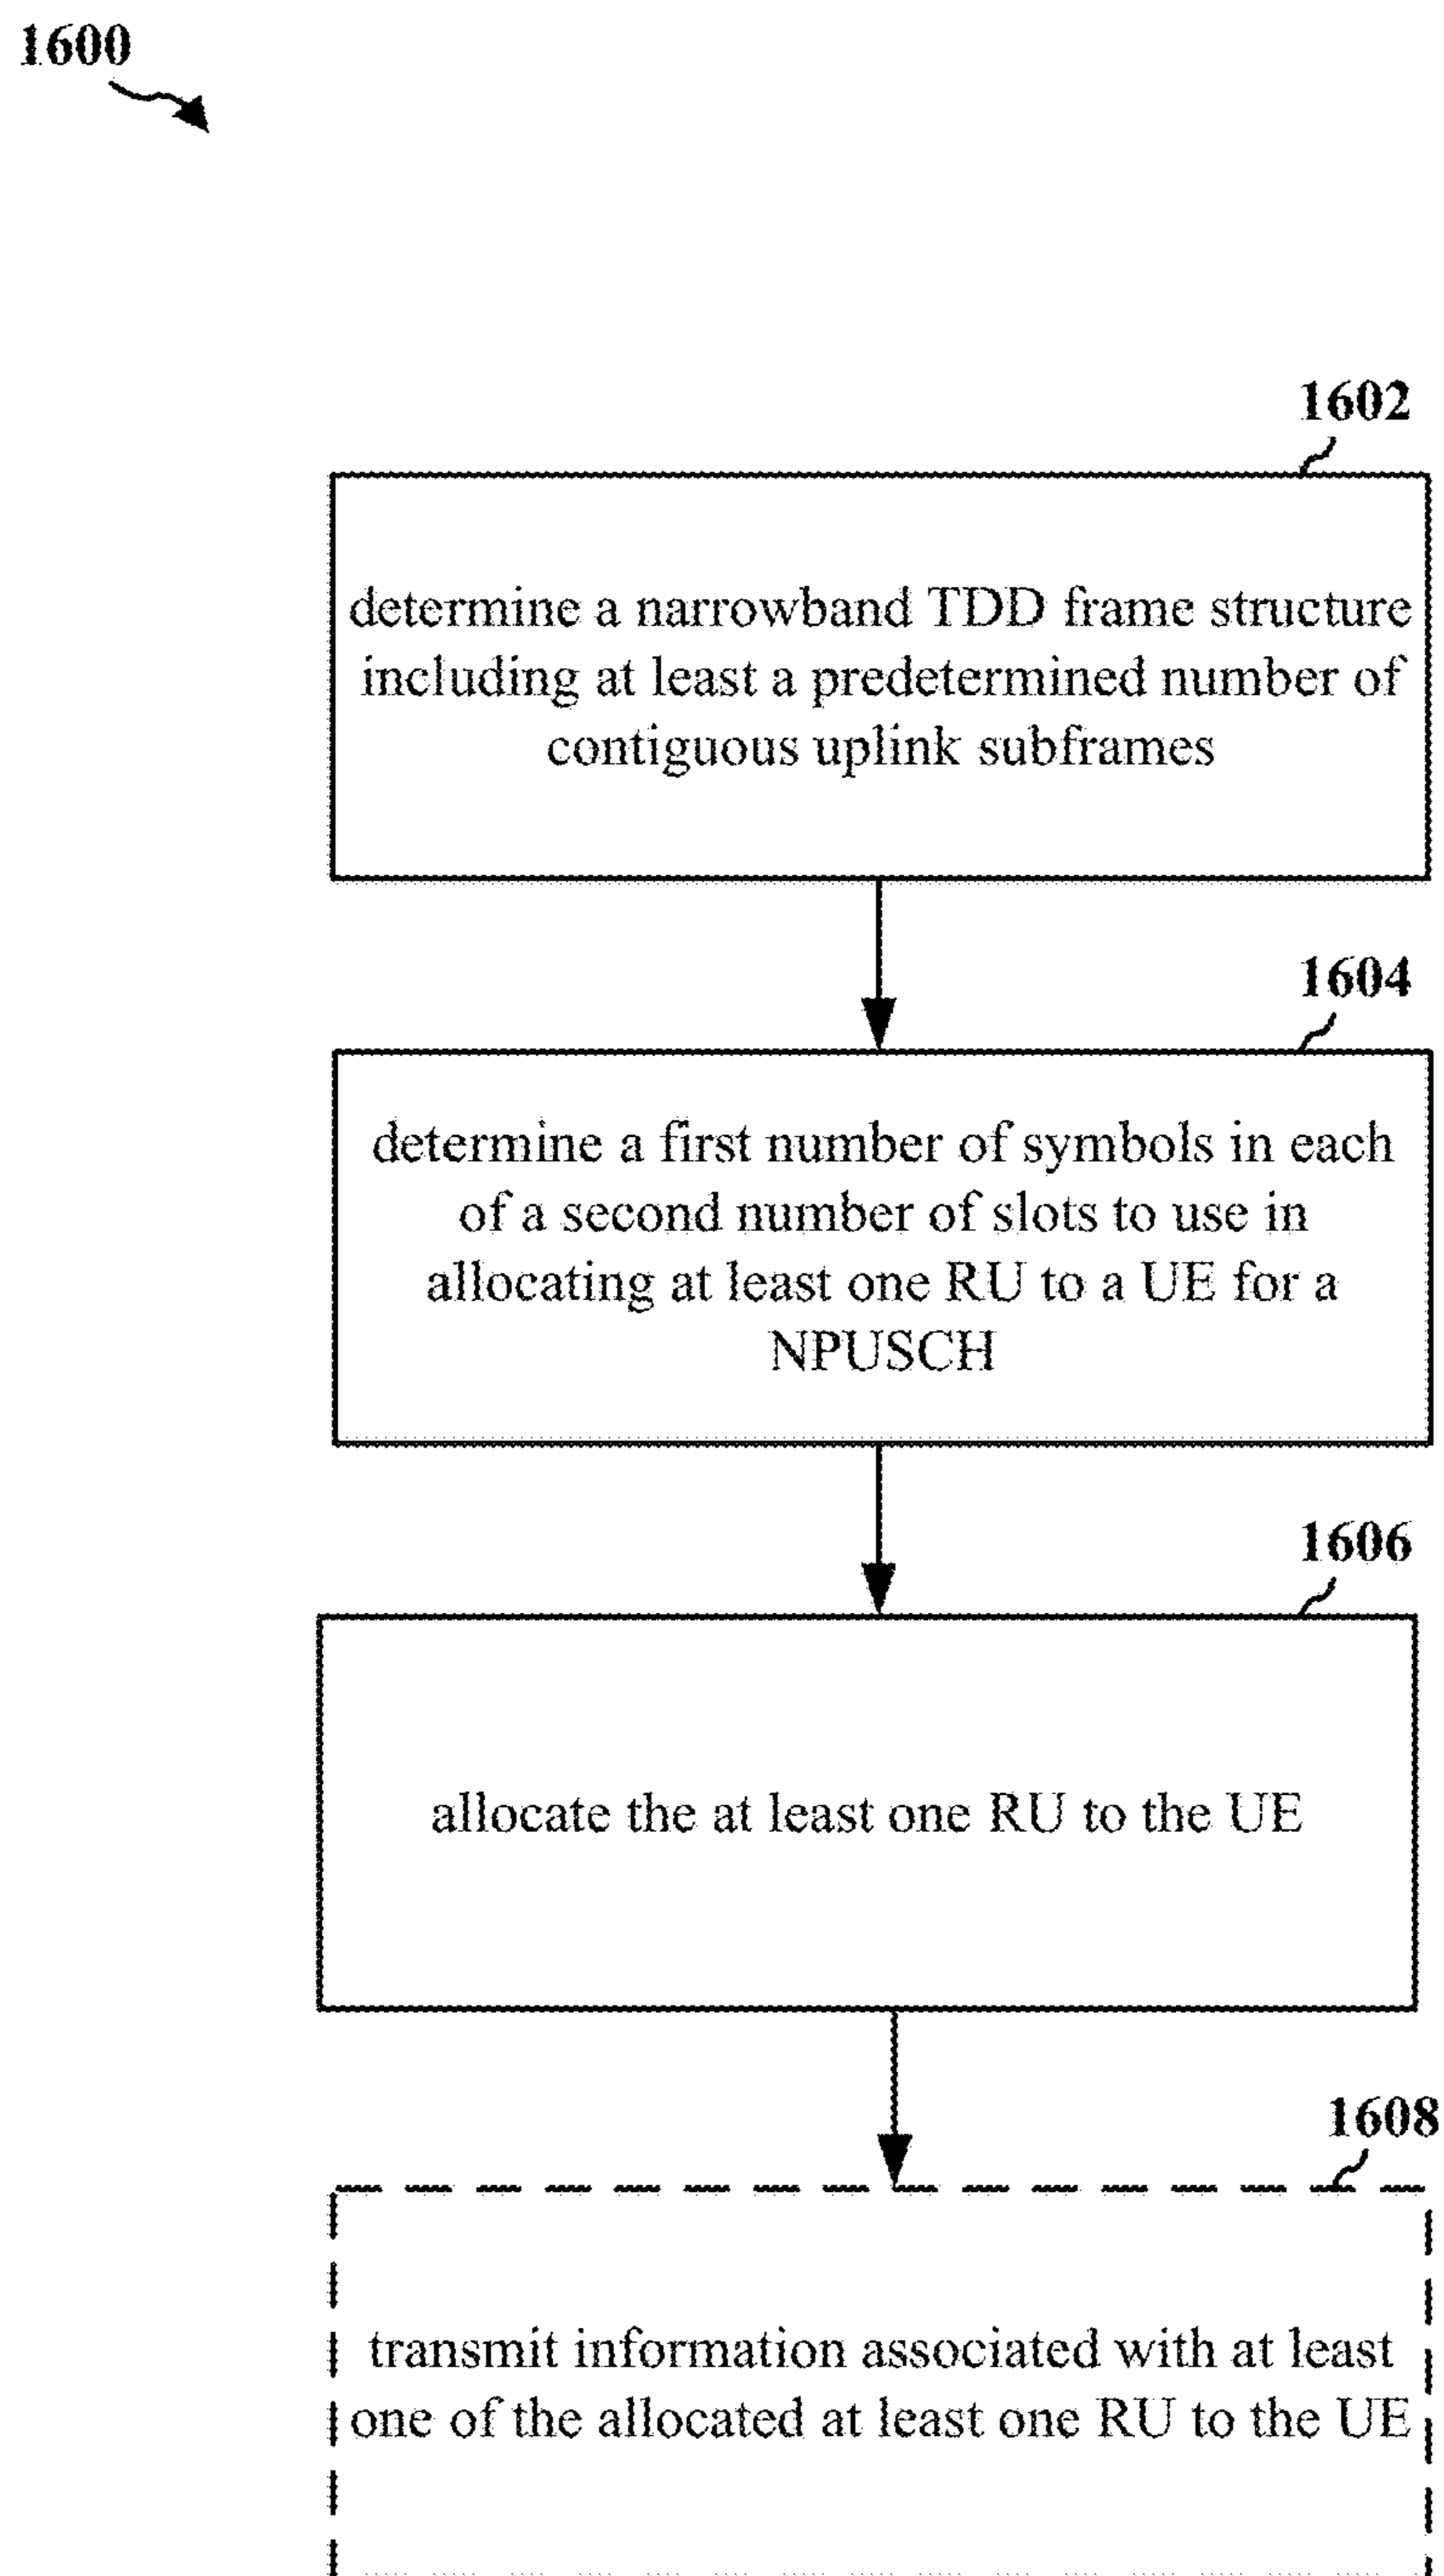 1600
1602
determine a narrowband TDD frame structure
including at least a predetermined number of
contiguous uplink subframes
1604
determine a first number of symbols in each
of a second number of slots to use in
allocating at least one RU to a UE for a
NPUSCH
1606
allocate the at least one RU to the UE
1608
transmit information associated with at least
one of the allocated at least one RU to the UE